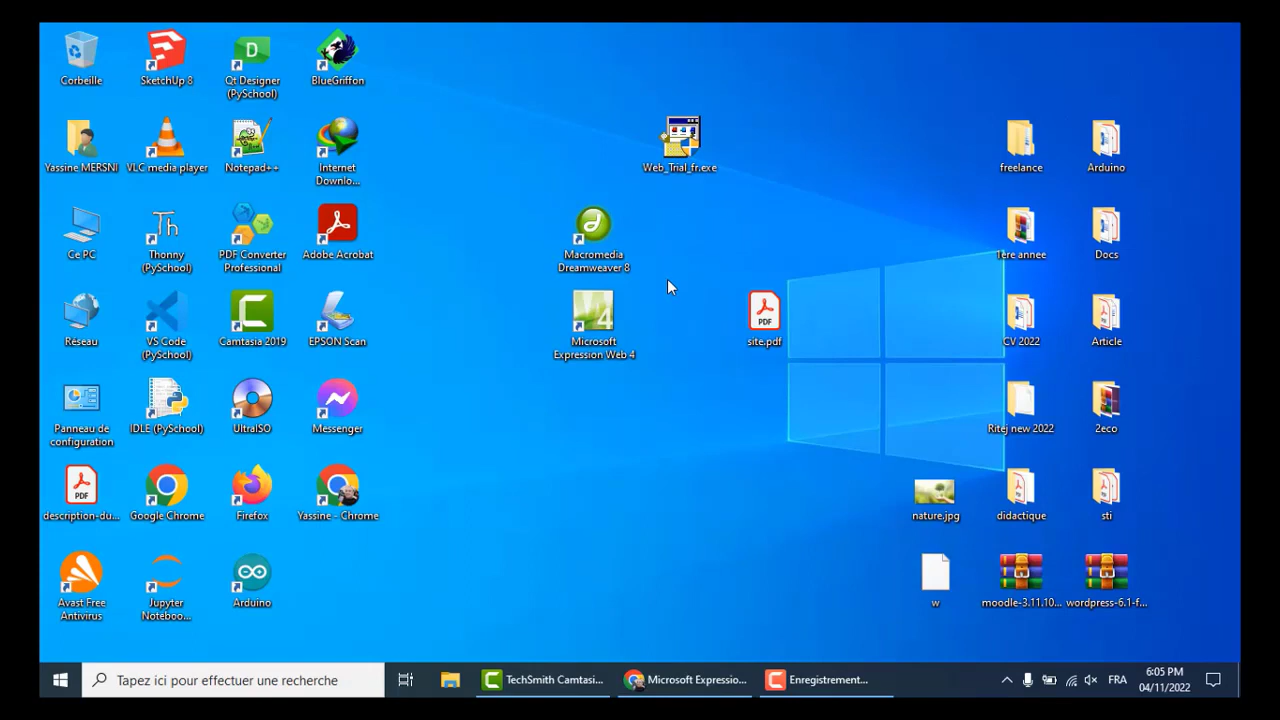 Corbeille
SketchUp 8
Qt Designer
(PySchool)
BlueGriffon
Yassine MERSNI
VLC media player
Notepad++
Internet
Downlo...
Web_Trial_fr.exe
freelance
Arduino
Ce PC
Thonny
(PySchool)
PDF Converter
Professional
Adobe Acrobat
Macromedia
Dreamweaver 8
1ere annee
Docs
Réseau
VS Code
(PySchool)
Camtasia 2019
EPSON Scan
Microsoft
Expression Web 4
PDF
site.pdf
CV 2022
Article
Panneau de
configuration
IDLE (PySchool)
UltraISO
Messenger
Ritej new 2022
2eco
PDF
description-du...
Google Chrome
Firefox
Yassine - Chrome
nature.jpg
didactique
sti
Avast Free
Antivirus
Jupyter
Noteboo...
Arduino
w
moodle-3.11.10...
wordpress-6.1-f...
Tapez ici pour effectuer une recherche
TechSmith Camtasi...
Microsoft Expressio...
Enregistrement...
FRA
6:05 PM
04/11/2022